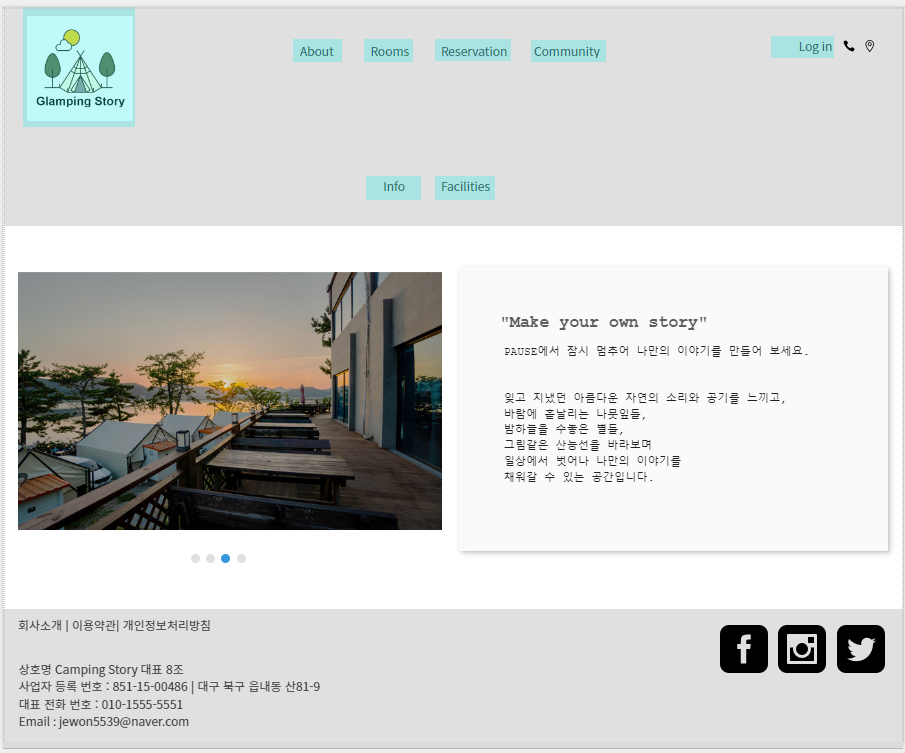 Glamping Story
About Rooms Reservation Community Log in
Info Facilities
"Make your own story"
PAUSE에서 잠시 멈추어 나만의 이야기를 만들어 보세요.
잊고 지냈던 아름다운 자연의 소리와 공기를 느끼고,
바람에 흩날리는 나뭇잎들,
밤하늘을 수놓은 별들,
그림같은 산능선을 바라보며
일상에서 벗어나 나만의 이야기를
채워갈 수 있는 공간입니다.
회사소개 | 이용약관| 개인정보처리방침
상호명 Camping Story 대표 8조
사업자 등록 번호 : 851-15-00486 | 대구 북구 읍내동 산81-9
대표 전화 번호 : 010-1555-5551
Email : jewon5539@naver.com